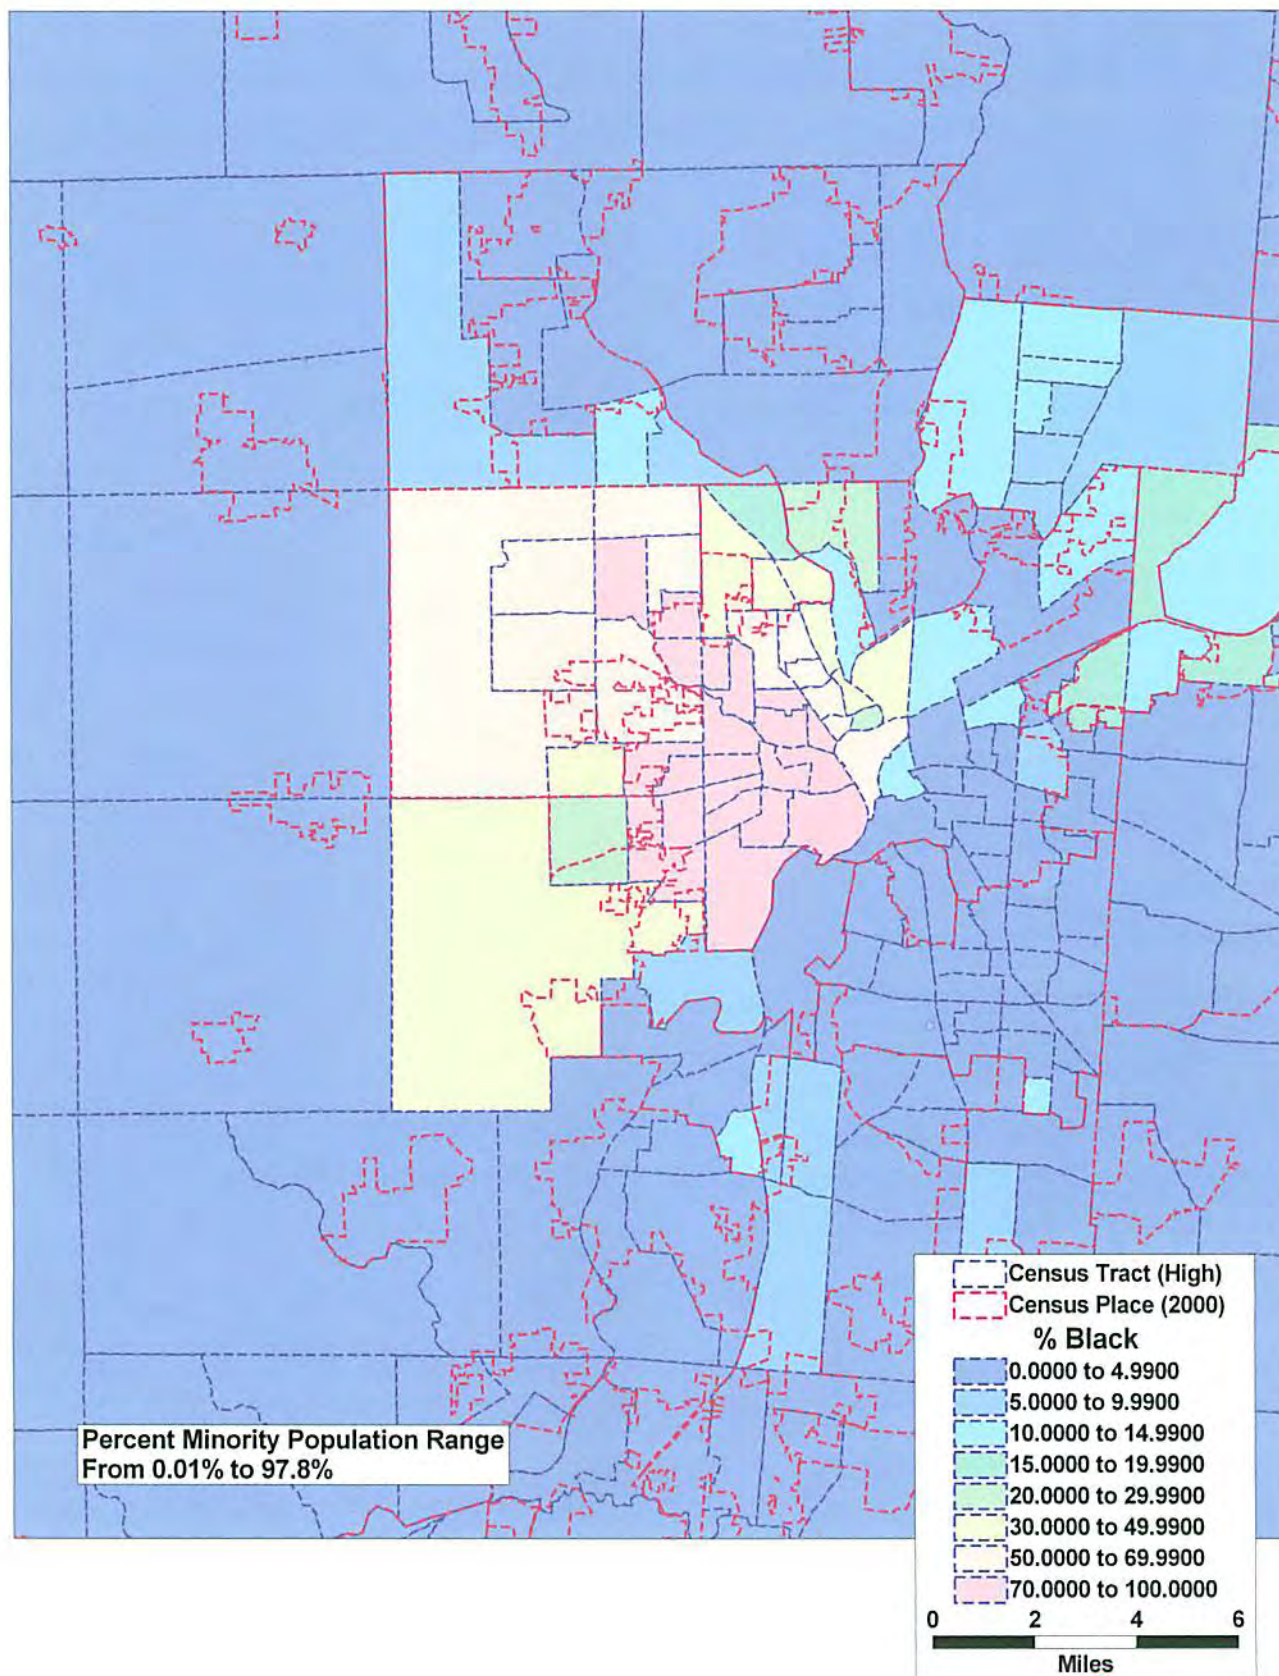 Percent Minority Population Range
From 0.01% to 97.8%
Census Tract (High)
Census Place (2000)
% Black
0.0000 to 4.9900
5.0000 to 9.9900
10.0000 to 14.9900
15.0000 to 19.9900
20.0000 to 29.9900
30.0000 to 49.9900
50.0000 to 69.9900
70.0000 to 100.0000
0 2 4 6
Miles